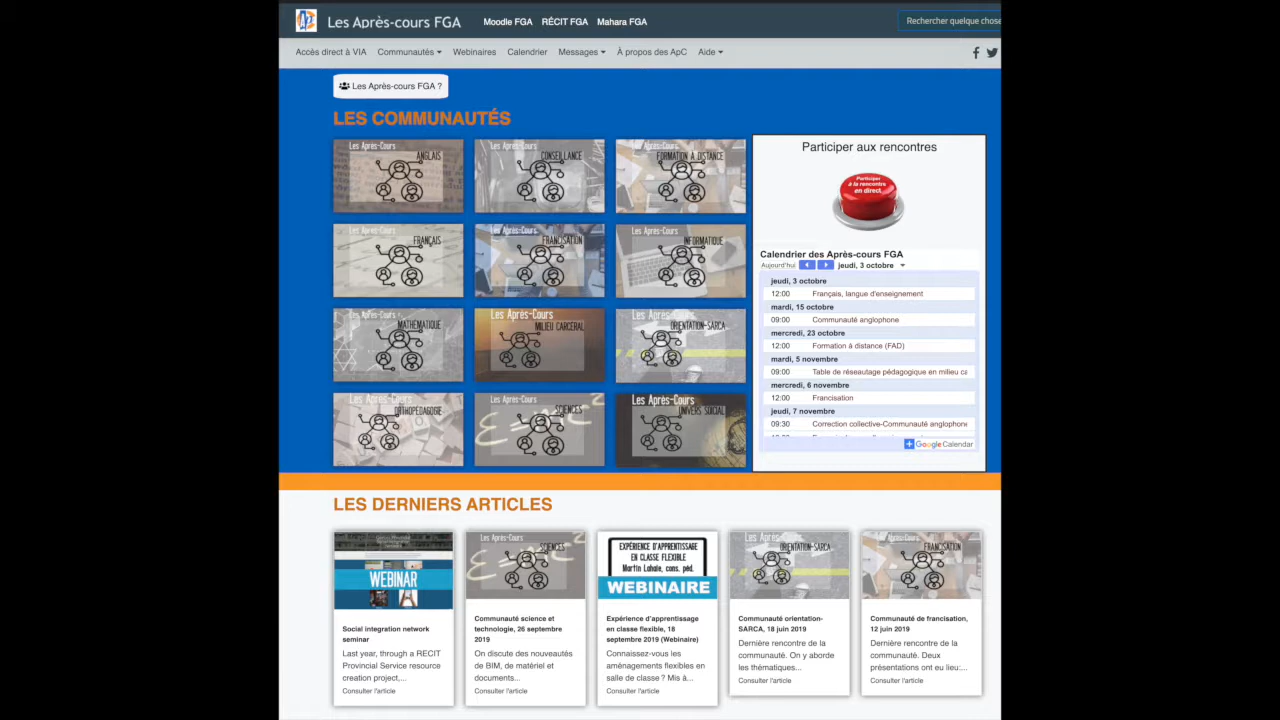 Les Après-cours FGA
Moodle FGA RÉCIT FGA Mahara FGA
Rechercher quelque chose
Accès direct à VIA Communautés Webinaires Calendrier Messages À propos des ApC Aide
Les Après-cours FGA ?
LES COMMUNAUTÉS
Les Après-Cours
ANGLAIS
Les Après-Cours
CONSEILLANCE
Les Après-Cours
FORMATION À DISTANCE
Les Après-Cours
FRANÇAIS
Les Après-Cours
FRANCISATION
Les Après-Cours
INFORMATIQUE
Les Après-Cours
MATHÉMATIQUE
Les Après-Cours
MILIEU CARCÉRAL
Les Après-Cours
ORIENTATION-SARCA
Les Après-Cours
ORTHOPÉDAGOGIE
Les Après-Cours
SCIENCES
Les Après-Cours
UNIVERS SOCIAL
Participer aux rencontres
Participer
à la rencontre
en direct
Calendrier des Après-cours FGA
Aujourd'hui jeudi, 3 octobre
jeudi, 3 octobre
12:00 Français, langue d'enseignement
mardi, 15 octobre
09:00 Communauté anglophone
mercredi, 23 octobre
12:00 Formation à distance (FAD)
mardi, 5 novembre
09:00 Table de réseautage pédagogique en milieu ca
mercredi, 6 novembre
12:00 Francisation
jeudi, 7 novembre
09:30 Correction collective-Communauté anglophone
Google Calendar
LES DERNIERS ARTICLES
WEBINAR
Social integration network
seminar
Last year, through a RECIT
Provincial Service resource
creation project,...
Consulter l'article
Les Après-Cours
SCIENCES
Communauté science et
technologie, 26 septembre
2019
On discute des nouveautés
de BIM, de matériel et
documents...
Consulter l'article
EXPÉRIENCE D'APPRENTISSAGE
EN CLASSE FLEXIBLE
Martin Lahaie, cons. péd.
WEBINAIRE
Expérience d'apprentissage
en classe flexible, 18
septembre 2019 (Webinaire)
Connaissez-vous les
aménagements flexibles en
salle de classe ? Mis à...
Consulter l'article
Les Après-Cours
ORIENTATION-SARCA
Communauté orientation-
SARCA, 18 juin 2019
Dernière rencontre de la
communauté. On y aborde
les thématiques...
Consulter l'article
Les Après-Cours
FRANCISATION
Communauté de francisation,
12 juin 2019
Dernière rencontre de la
communauté. Deux
présentations ont eu lieu:...
Consulter l'article